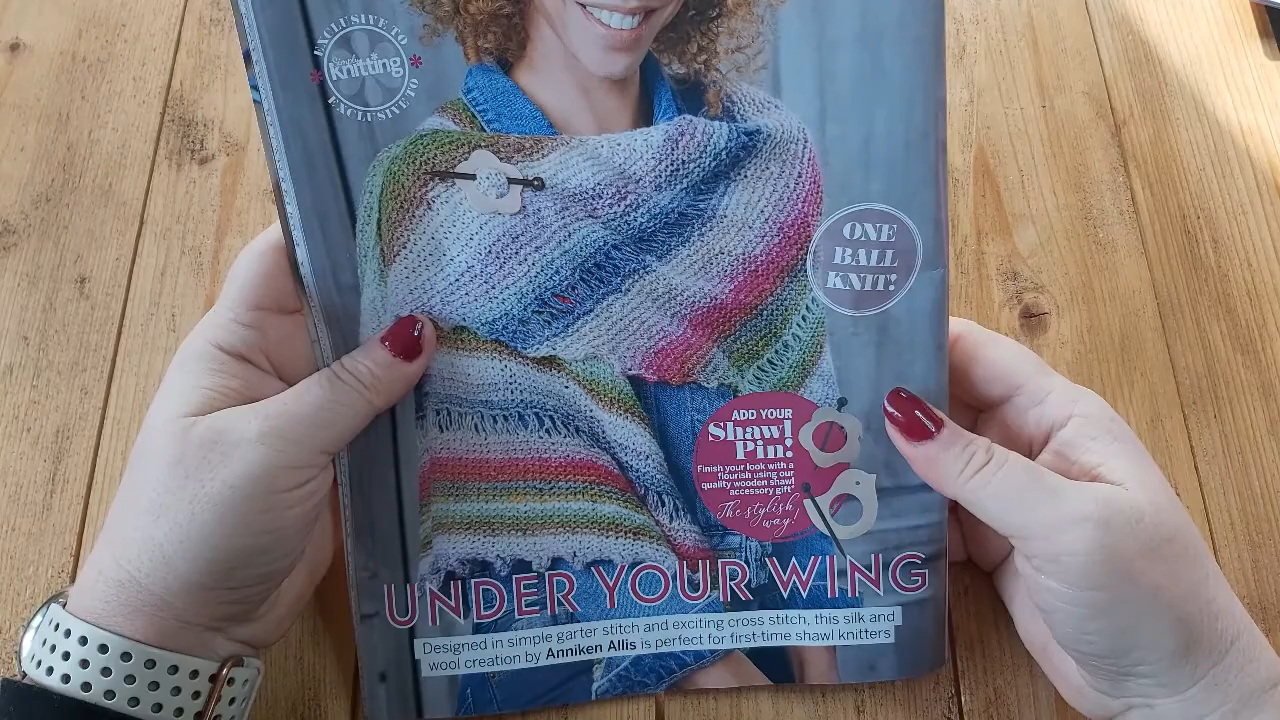 EXCLUSIVE TO
Simply
Knitting
EXCLUSIVE TO
ONE
BALL
KNIT!
ADD YOUR
Shawl
Pin!
Finish your look with a
flourish using our
quality wooden shawl
accessory gift*
The stylish
way!
UNDER YOUR WING
Designed in simple garter stitch and exciting cross stitch, this silk and
wool creation by Anniken Allis is perfect for first-time shawl knitters